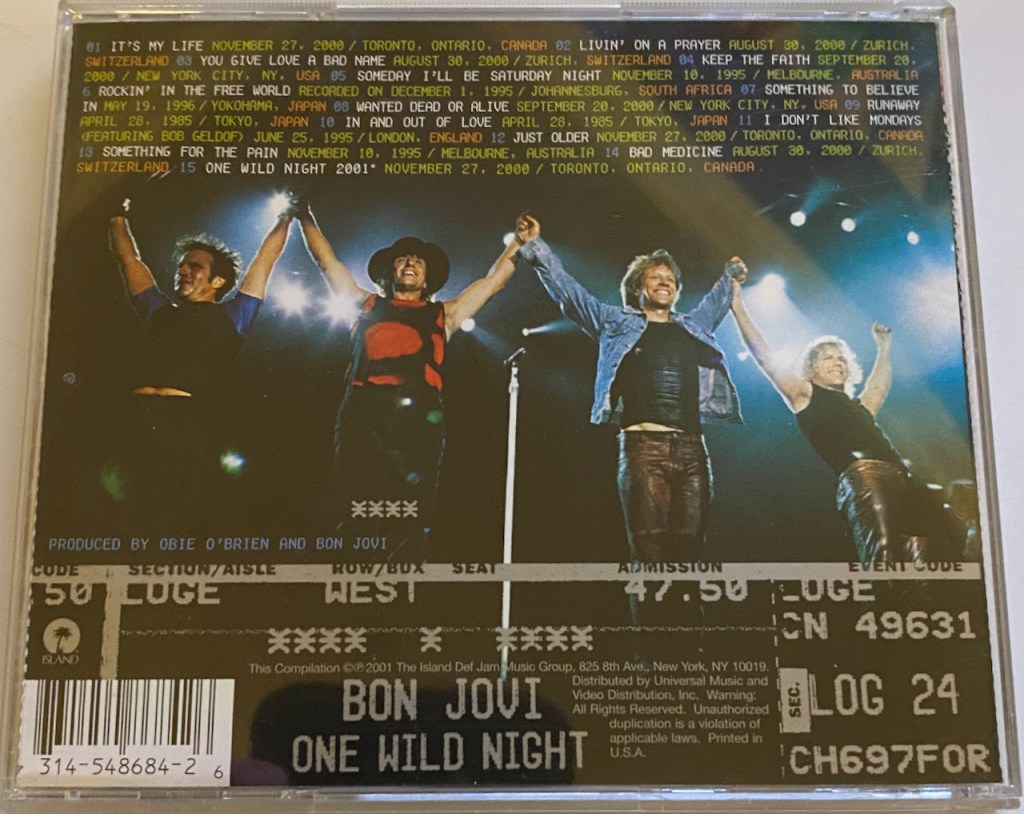 01 IT'S MY LIFE NOVEMBER 27, 2000 / TORONTO, ONTARIO, CANADA 02 LIVIN' ON A PRAYER AUGUST 30, 2000 / ZURICH,
SWITZERLAND 03 YOU GIVE LOVE A BAD NAME AUGUST 30, 2000 / ZURICH, SWITZERLAND 04 KEEP THE FAITH SEPTEMBER 20,
2000 / NEW YORK CITY, NY, USA 05 SOMEDAY I'LL BE SATURDAY NIGHT NOVEMBER 10, 1995 / MELBOURNE, AUSTRALIA
6 ROCKIN' IN THE FREE WORLD RECORDED ON DECEMBER 1, 1995 / JOHANNESBURG, SOUTH AFRICA 07 SOMETHING TO BELIEVE
IN MAY 19, 1996 / YOKOHAMA, JAPAN 08 WANTED DEAD OR ALIVE SEPTEMBER 20, 2000 / NEW YORK CITY, NY, USA 09 RUNAWAY
APRIL 28, 1985 / TOKYO, JAPAN 10 IN AND OUT OF LOVE APRIL 28, 1985 / TOKYO, JAPAN 11 I DON'T LIKE MONDAYS
(FEATURING BOB GELDOF) JUNE 25, 1995 / LONDON, ENGLAND 12 JUST OLDER NOVEMBER 27, 2000 / TORONTO, ONTARIO, CANADA
13 SOMETHING FOR THE PAIN NOVEMBER 10, 1995 / MELBOURNE, AUSTRALIA 14 BAD MEDICINE AUGUST 30, 2000 / ZURICH,
SWITZERLAND 15 ONE WILD NIGHT 2001* NOVEMBER 27, 2000 / TORONTO, ONTARIO, CANADA
XXXX
PRODUCED BY OBIE O'BRIEN AND BON JOVI
CODE SECTION/AISLE ROW/BOX SEAT ADMISSION EVENT CODE
50 LOGE WEST 47.50 LOGE
CN 49631
XXXX X XXXX
ISLAND
This Compilation ©℗2001 The Island Def Jam Music Group, 825 8th Ave., New York, NY 10019.
Distributed by Universal Music and
Video Distribution, Inc. Warning:
All Rights Reserved. Unauthorized
duplication is a violation of
applicable laws. Printed in
U.S.A.
BON JOVI
ONE WILD NIGHT
SEC. LOG 24
CH697FOR
314-548684-2 6